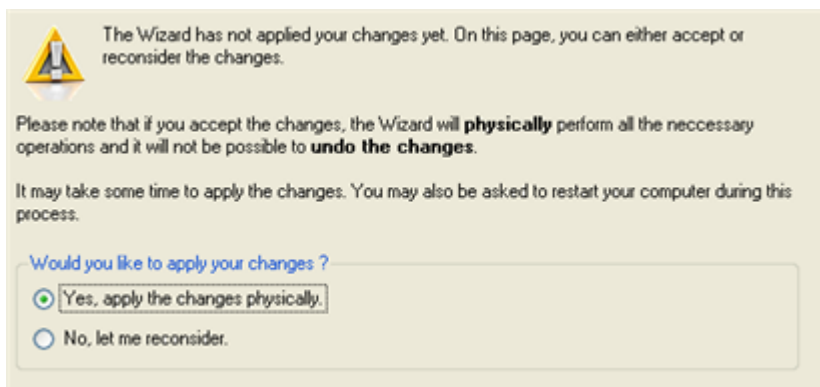 The Wizard has not applied your changes yet. On this page, you can either accept or
reconsider the changes.
Please note that if you accept the changes, the Wizard will physically perform all the neccessary
operations and it will not be possible to undo the changes.
It may take some time to apply the changes. You may also be asked to restart your computer during this
process.
Would you like to apply your changes ?
Yes, apply the changes physically.
No, let me reconsider.